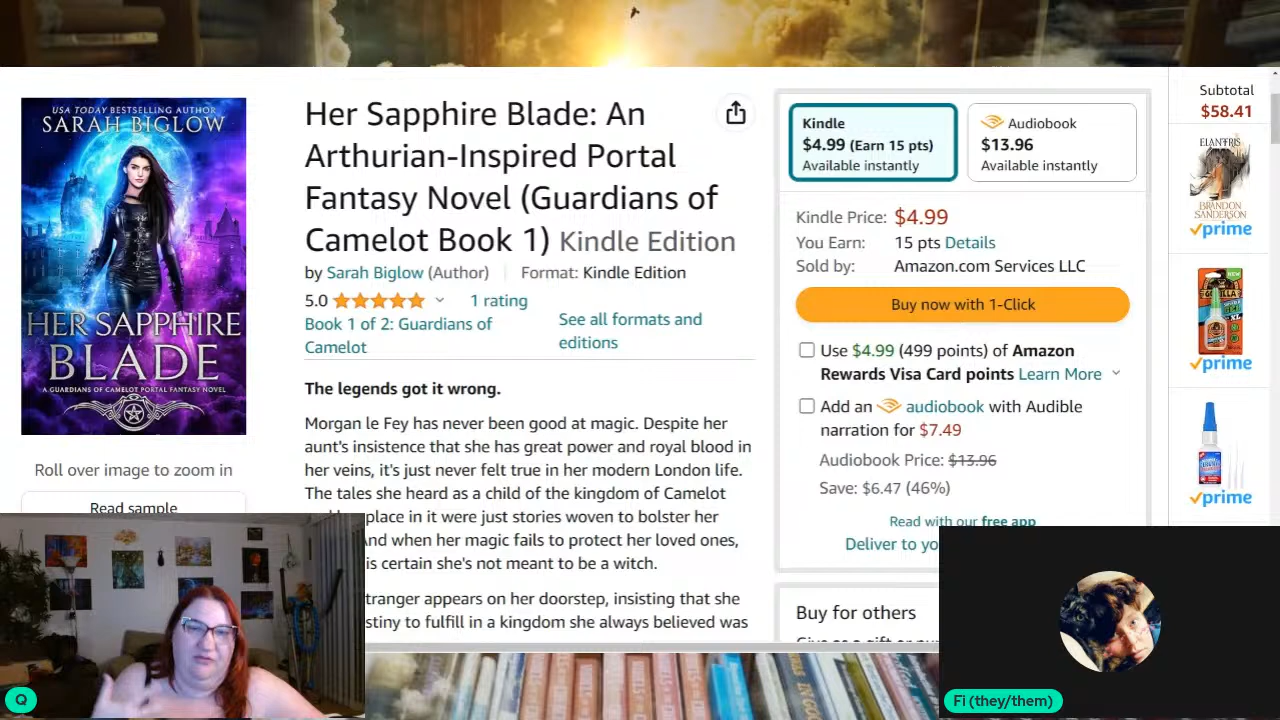 USA TODAY BESTSELLING AUTHOR
SARAH BIGLOW
HER SAPPHIRE
BLADE
A GUARDIANS OF CAMELOT PORTAL FANTASY NOVEL
Roll over image to zoom in
Read sample
Her Sapphire Blade: An
Arthurian-Inspired Portal
Fantasy Novel (Guardians of
Camelot Book 1) Kindle Edition
by Sarah Biglow (Author) Format: Kindle Edition
5.0 1 rating
Book 1 of 2: Guardians of
Camelot
See all formats and
editions
The legends got it wrong.
Morgan le Fey has never been good at magic. Despite her
aunt's insistence that she has great power and royal blood in
her veins, it's just never felt true in her modern London life.
The tales she heard as a child of the kingdom of Camelot
place in it were just stories woven to bolster her
And when her magic fails to protect her loved ones,
is certain she's not meant to be a witch.
tranger appears on her doorstep, insisting that she
stiny to fulfill in a kingdom she always believed was
Kindle
$4.99 (Earn 15 pts)
Available instantly
Audiobook
$13.96
Available instantly
Kindle Price: $4.99
You Earn: 15 pts Details
Sold by: Amazon.com Services LLC
Buy now with 1-Click
Use $4.99 (499 points) of Amazon
Rewards Visa Card points Learn More
Add an audiobook with Audible
narration for $7.49
Audiobook Price: $13.96
Save: $6.47 (46%)
Read with our free app
Deliver to yo
Buy for others
Subtotal
$58.41
ELANTRIS
BRANDON
SANDERSON
prime
prime
prime
Q
Fi (they/them)